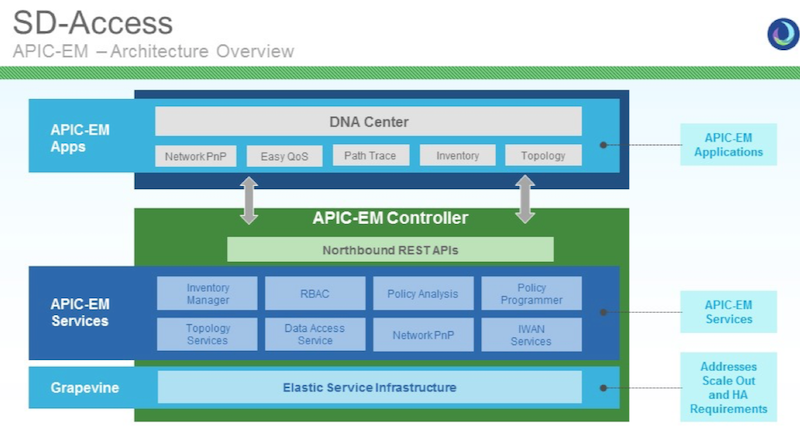 SD-Access
APIC-EM – Architecture Overview
APIC-EM
Apps
DNA Center
Network PnP
Easy QoS
Path Trace
Inventory
Topology
APIC-EM
Applications
APIC-EM Controller
Northbound REST APIs
APIC-EM
Services
Inventory
Manager
RBAC
Policy Analysis
Policy
Programmer
Topology
Services
Data Access
Service
Network PnP
IWAN
Services
APIC-EM
Services
Grapevine
Elastic Service Infrastructure
Addresses
Scale Out
and HA
Requirements